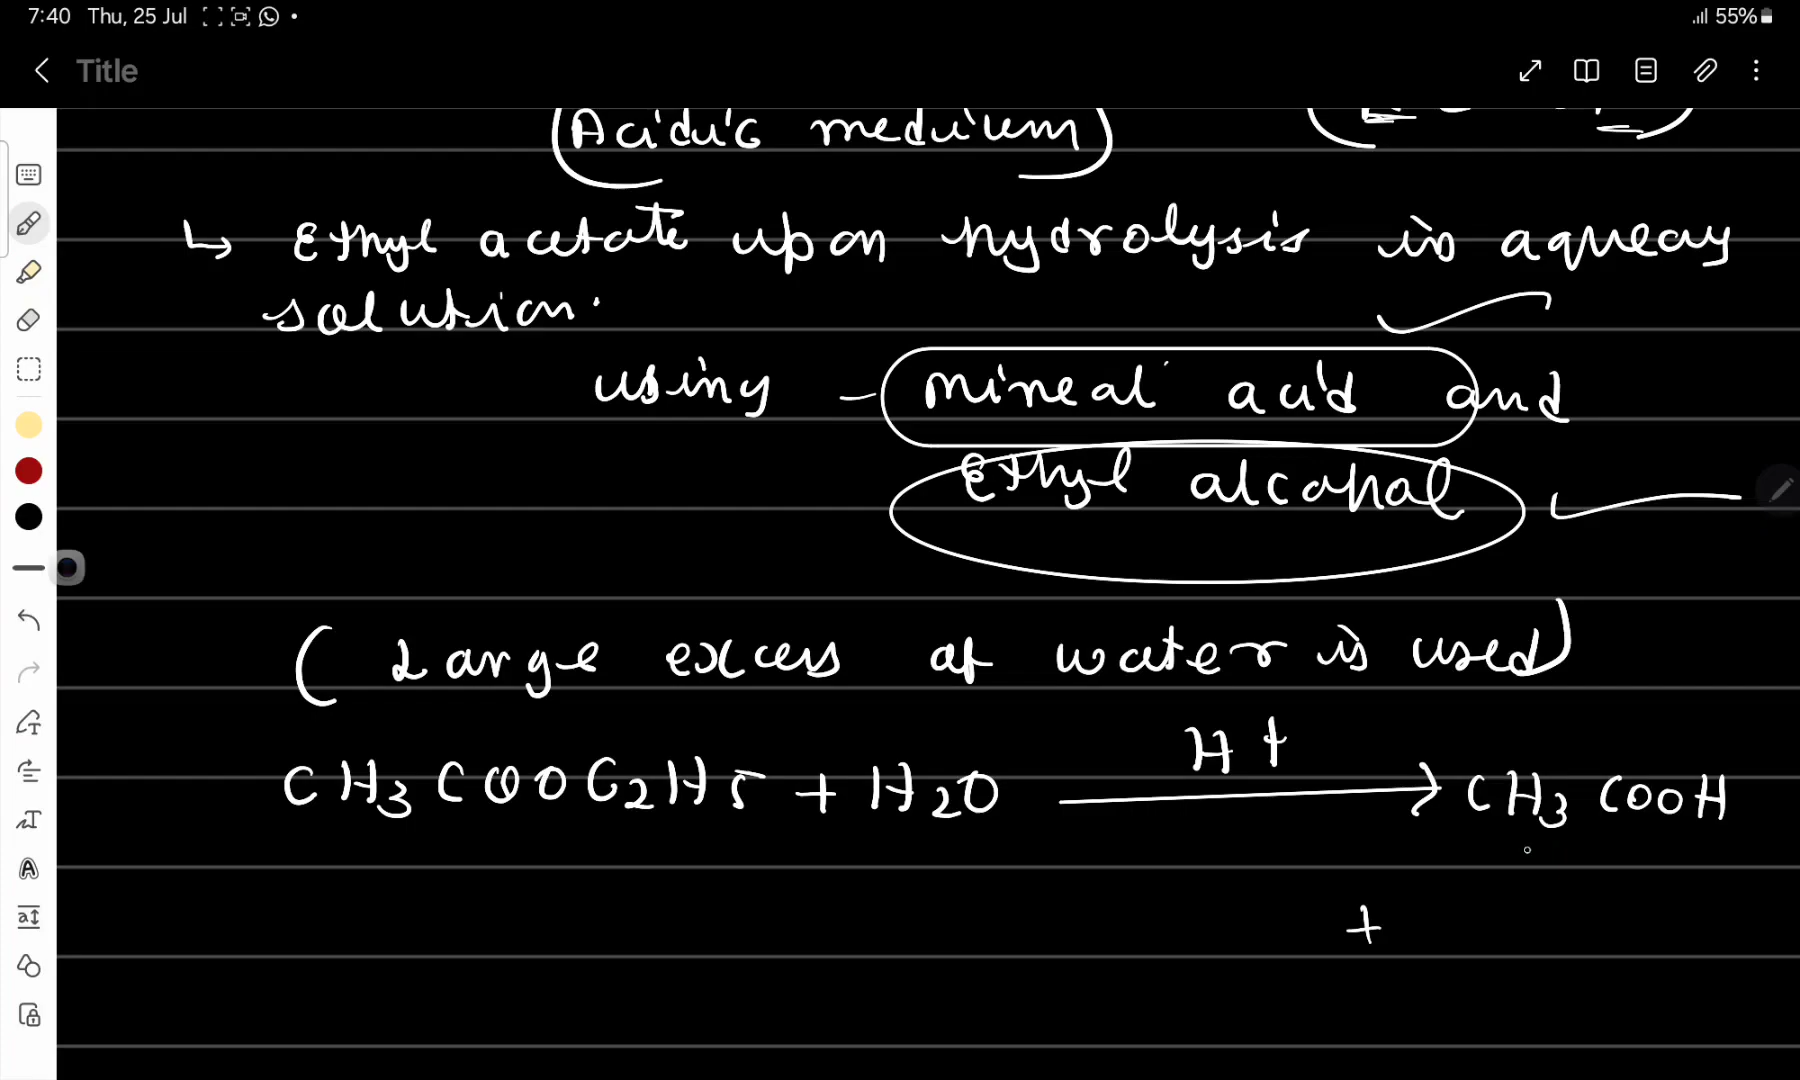 7:40 Thu, 25 Jul 55%
Title
(Acidic medium)
↳ Ethyl acetate upon hydrolysis in aqueous
solution.
using - mineal acid and
Ethyl alcohal
(Large excess of water is used)
H+
CH3COOC2H5 + H2O → CH3COOH
+